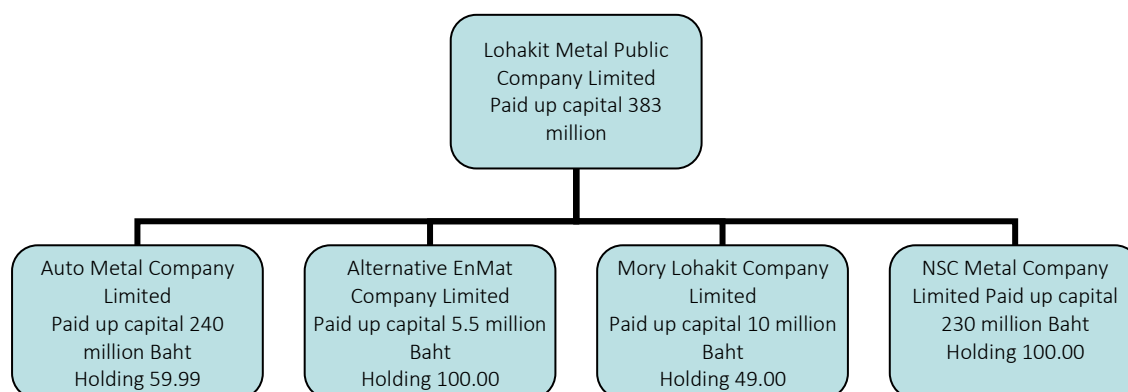 Lohakit Metal Public
Company Limited
Paid up capital 383
million
Auto Metal Company
Limited
Paid up capital 240
million Baht
Holding 59.99
Alternative EnMat
Company Limited
Paid up capital 5.5 million
Baht
Holding 100.00
Mory Lohakit Company
Limited
Paid up capital 10 million
Baht
Holding 49.00
NSC Metal Company
Limited Paid up capital
230 million Baht
Holding 100.00